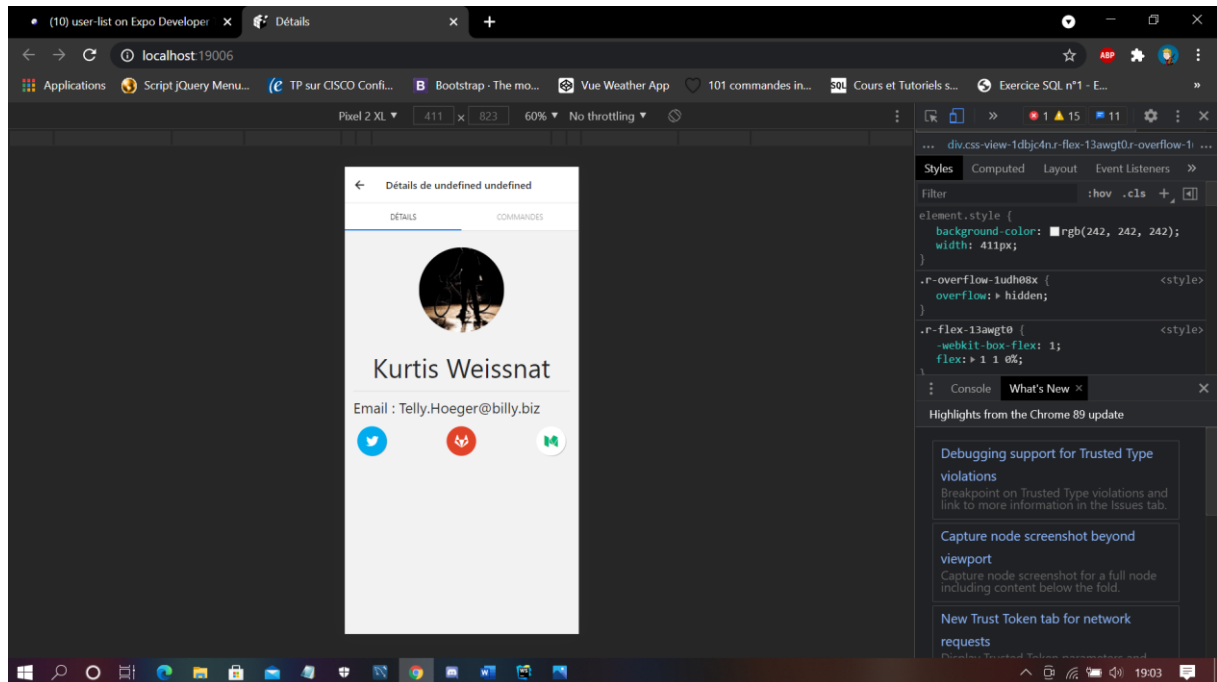 (10) user-list on Expo Developer
Détails
localhost:19006
ABP
Applications
Script jQuery Menu...
TP sur CISCO Confi...
B Bootstrap · The mo...
Vue Weather App
101 commandes in...
SQL Cours et Tutoriels s...
Exercice SQL n°1 - E...
»
Pixel 2 XL ▼ 411 x 823 60% ▼ No throttling ▼
» 1 15 11
... div.css-view-1dbjc4n.r-flex-13awgt0.r-overflow-1 ...
Styles Computed Layout Event Listeners »
Filter :hov .cls +
element.style {
background-color: rgb(242, 242, 242);
width: 411px;
}
.r-overflow-1udh08x { <style>
overflow: hidden;
}
.r-flex-13awgt0 { <style>
-webkit-box-flex: 1;
flex: 1 1 0%;
Console What's New ×
Highlights from the Chrome 89 update
Debugging support for Trusted Type
violations
Breakpoint on Trusted Type violations and
link to more information in the Issues tab.
Capture node screenshot beyond
viewport
Capture node screenshot for a full node
including content below the fold.
New Trust Token tab for network
requests
Détails de undefined undefined
DÉTAILS
COMMANDES
Kurtis Weissnat
Email : Telly.Hoeger@billy.biz
19:03